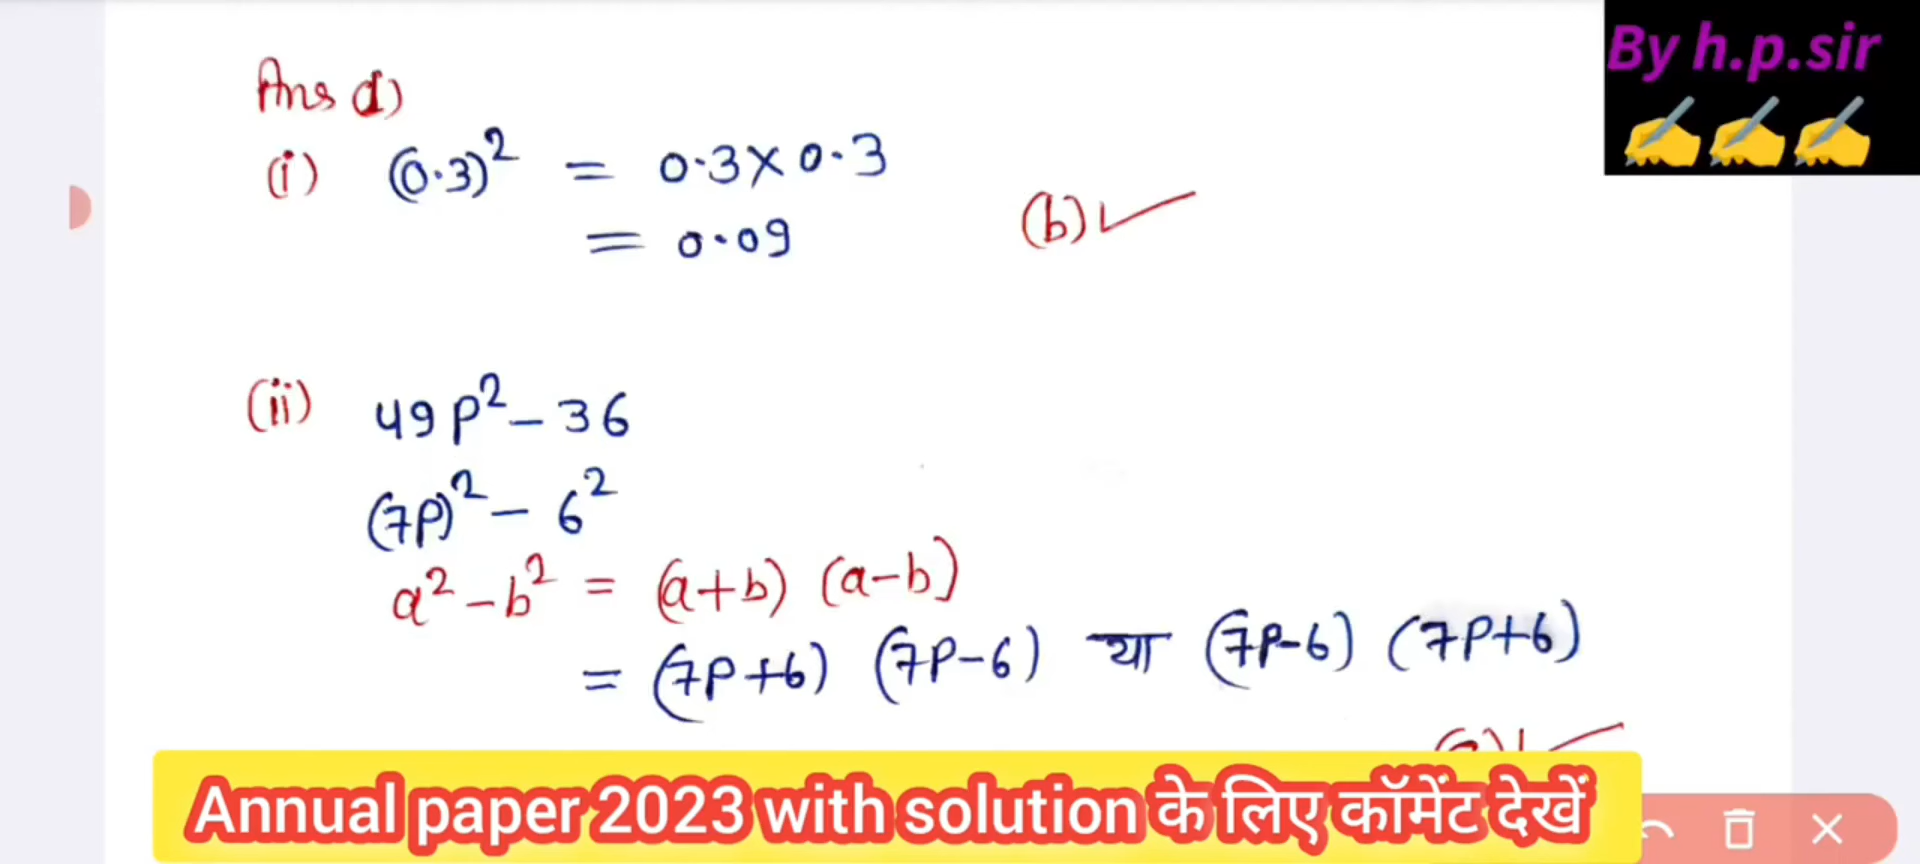 By h.p.sir
Ans d)
(i) (0.3)² = 0.3 × 0.3
= 0.09 (b)
(ii) 49p² - 36
(7p)² - 6²
a² - b² = (a+b) (a-b)
= (7p+6) (7p-6) या (7p-6) (7p+6)
Annual paper 2023 with solution के लिए कॉमेंट देखें